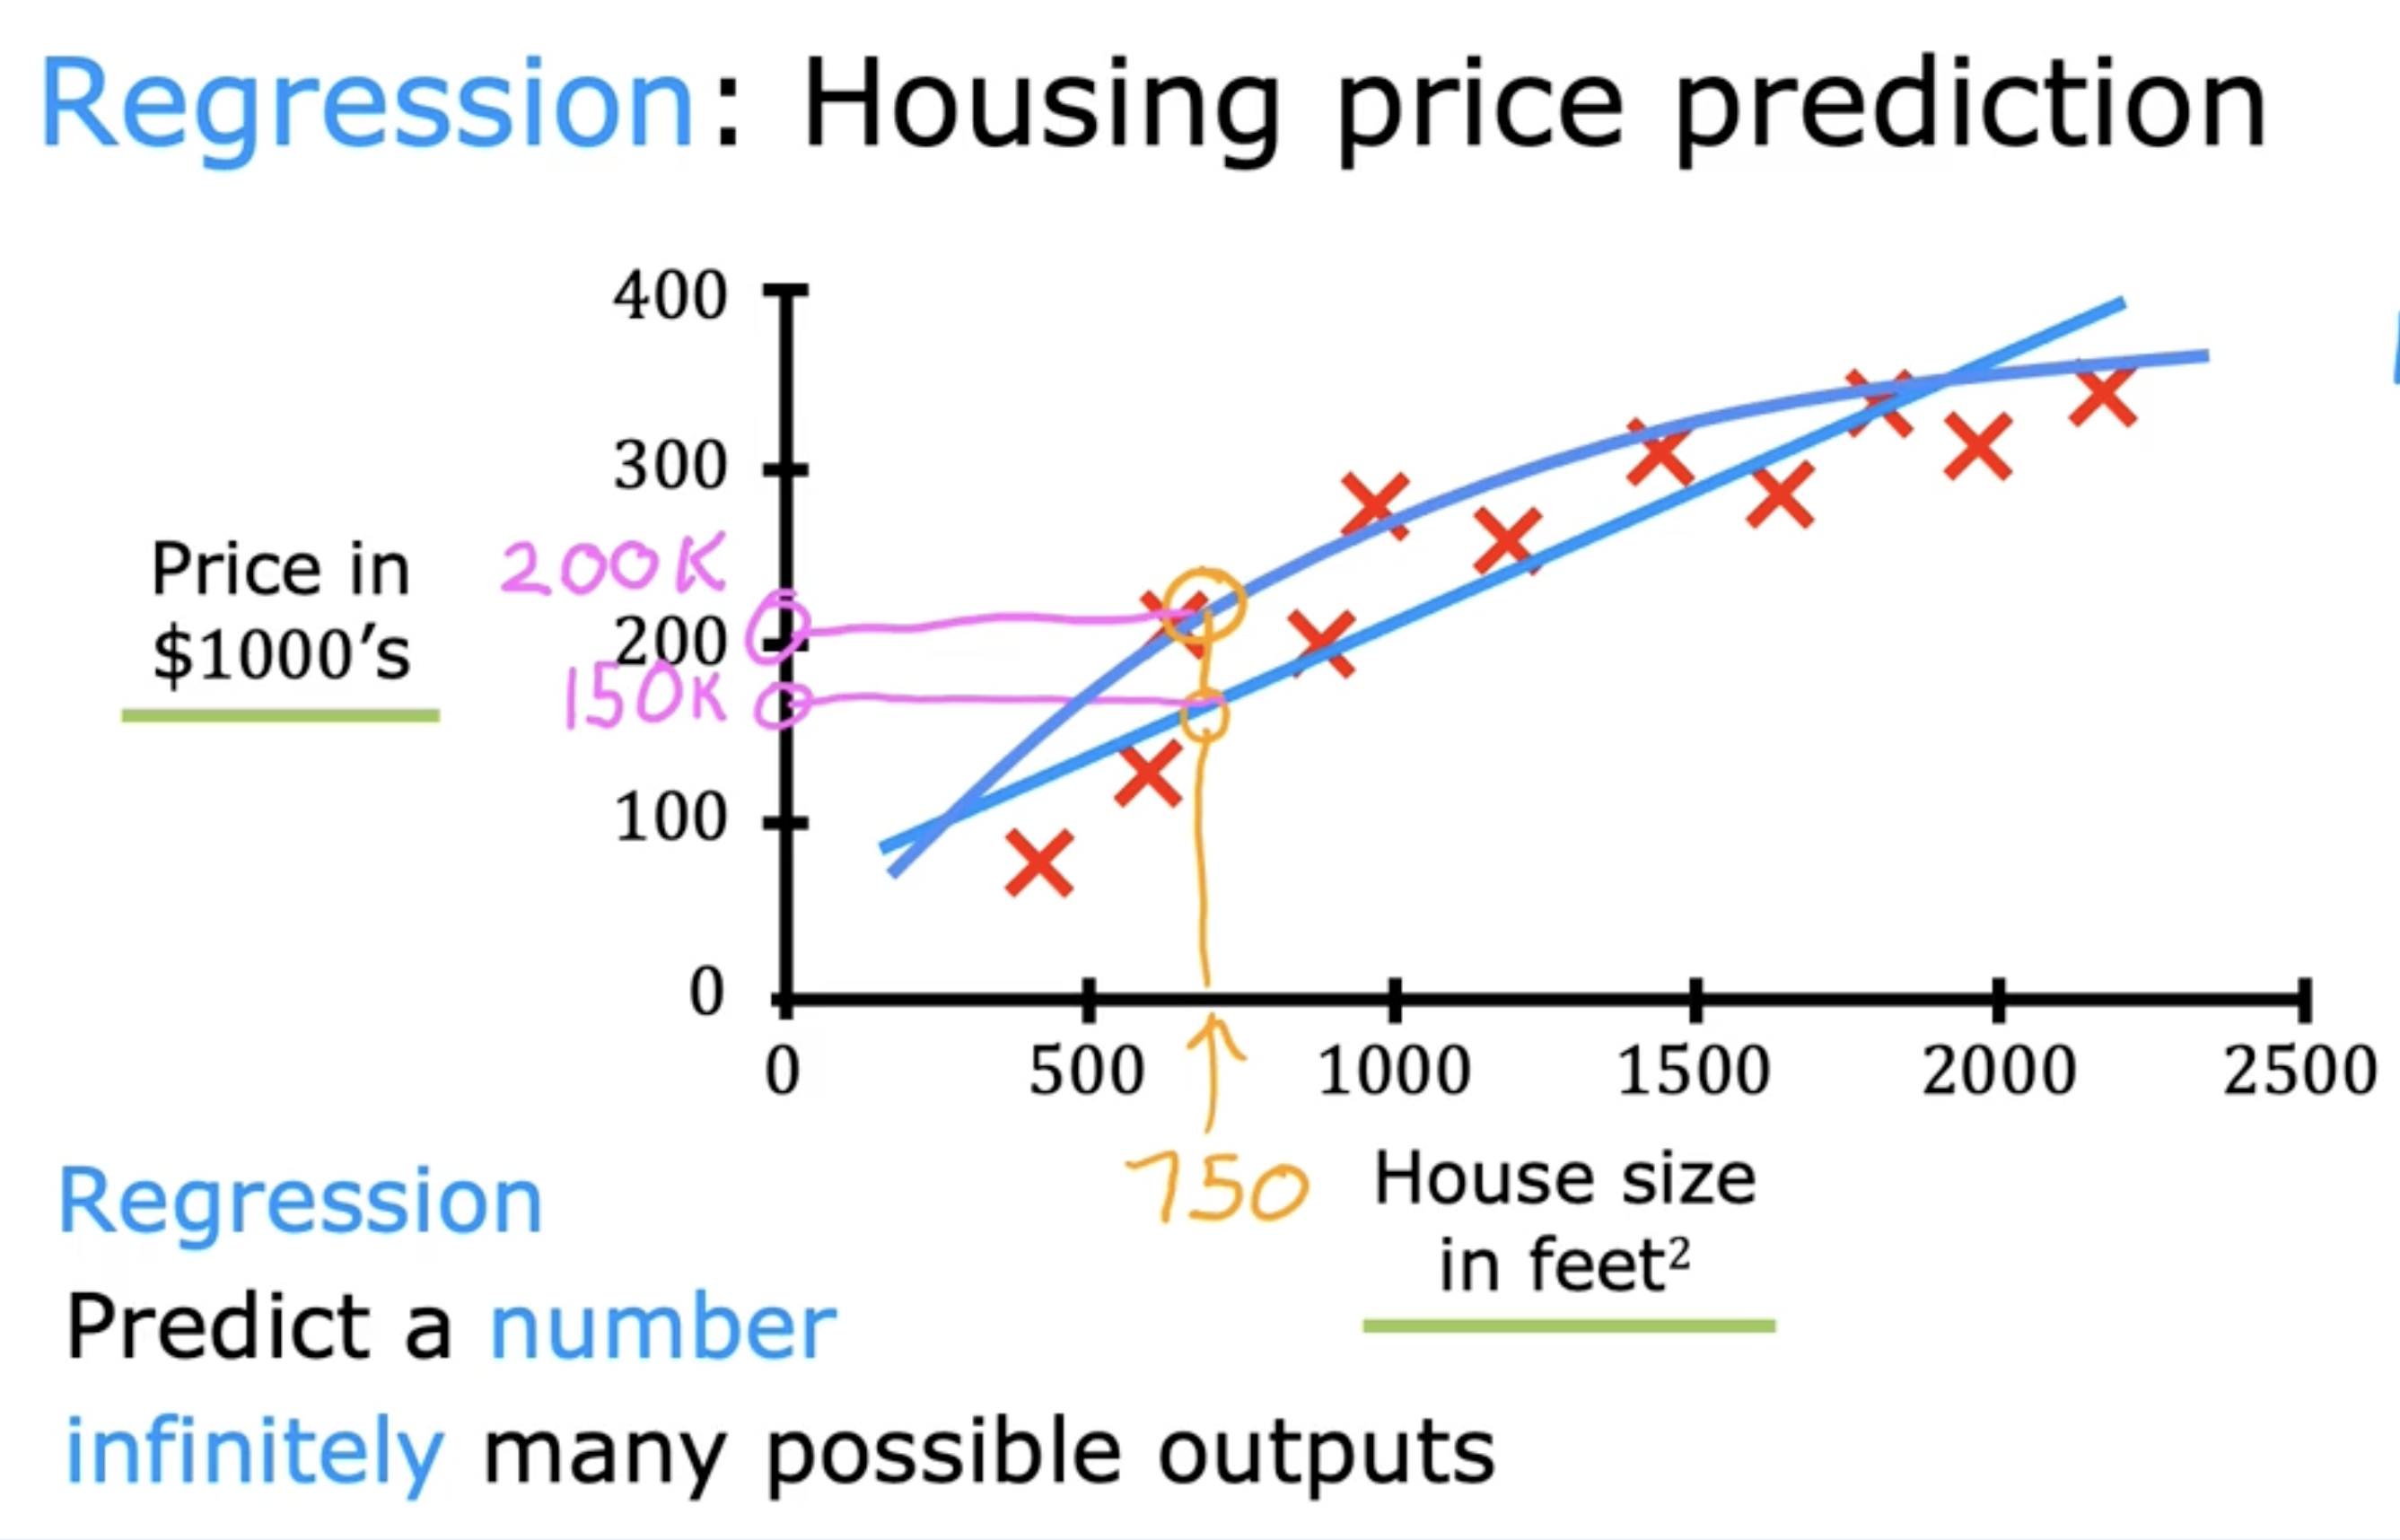 Regression: Housing price prediction
400
300
200K
Price in
$1000’s
200
150K
100
0
0 500 1000 1500 2000 2500
750
House size
in feet²
Regression
Predict a number
infinitely many possible outputs